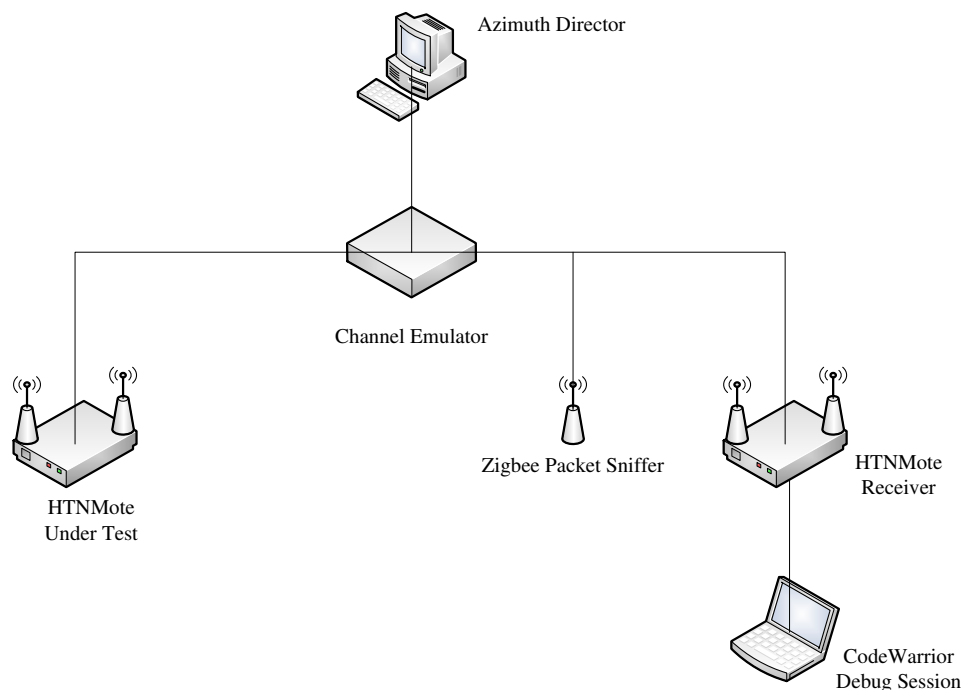 Azimuth Director
Channel Emulator
HTNMote
Under Test
Zigbee Packet Sniffer
HTNMote
Receiver
CodeWarrior
Debug Session